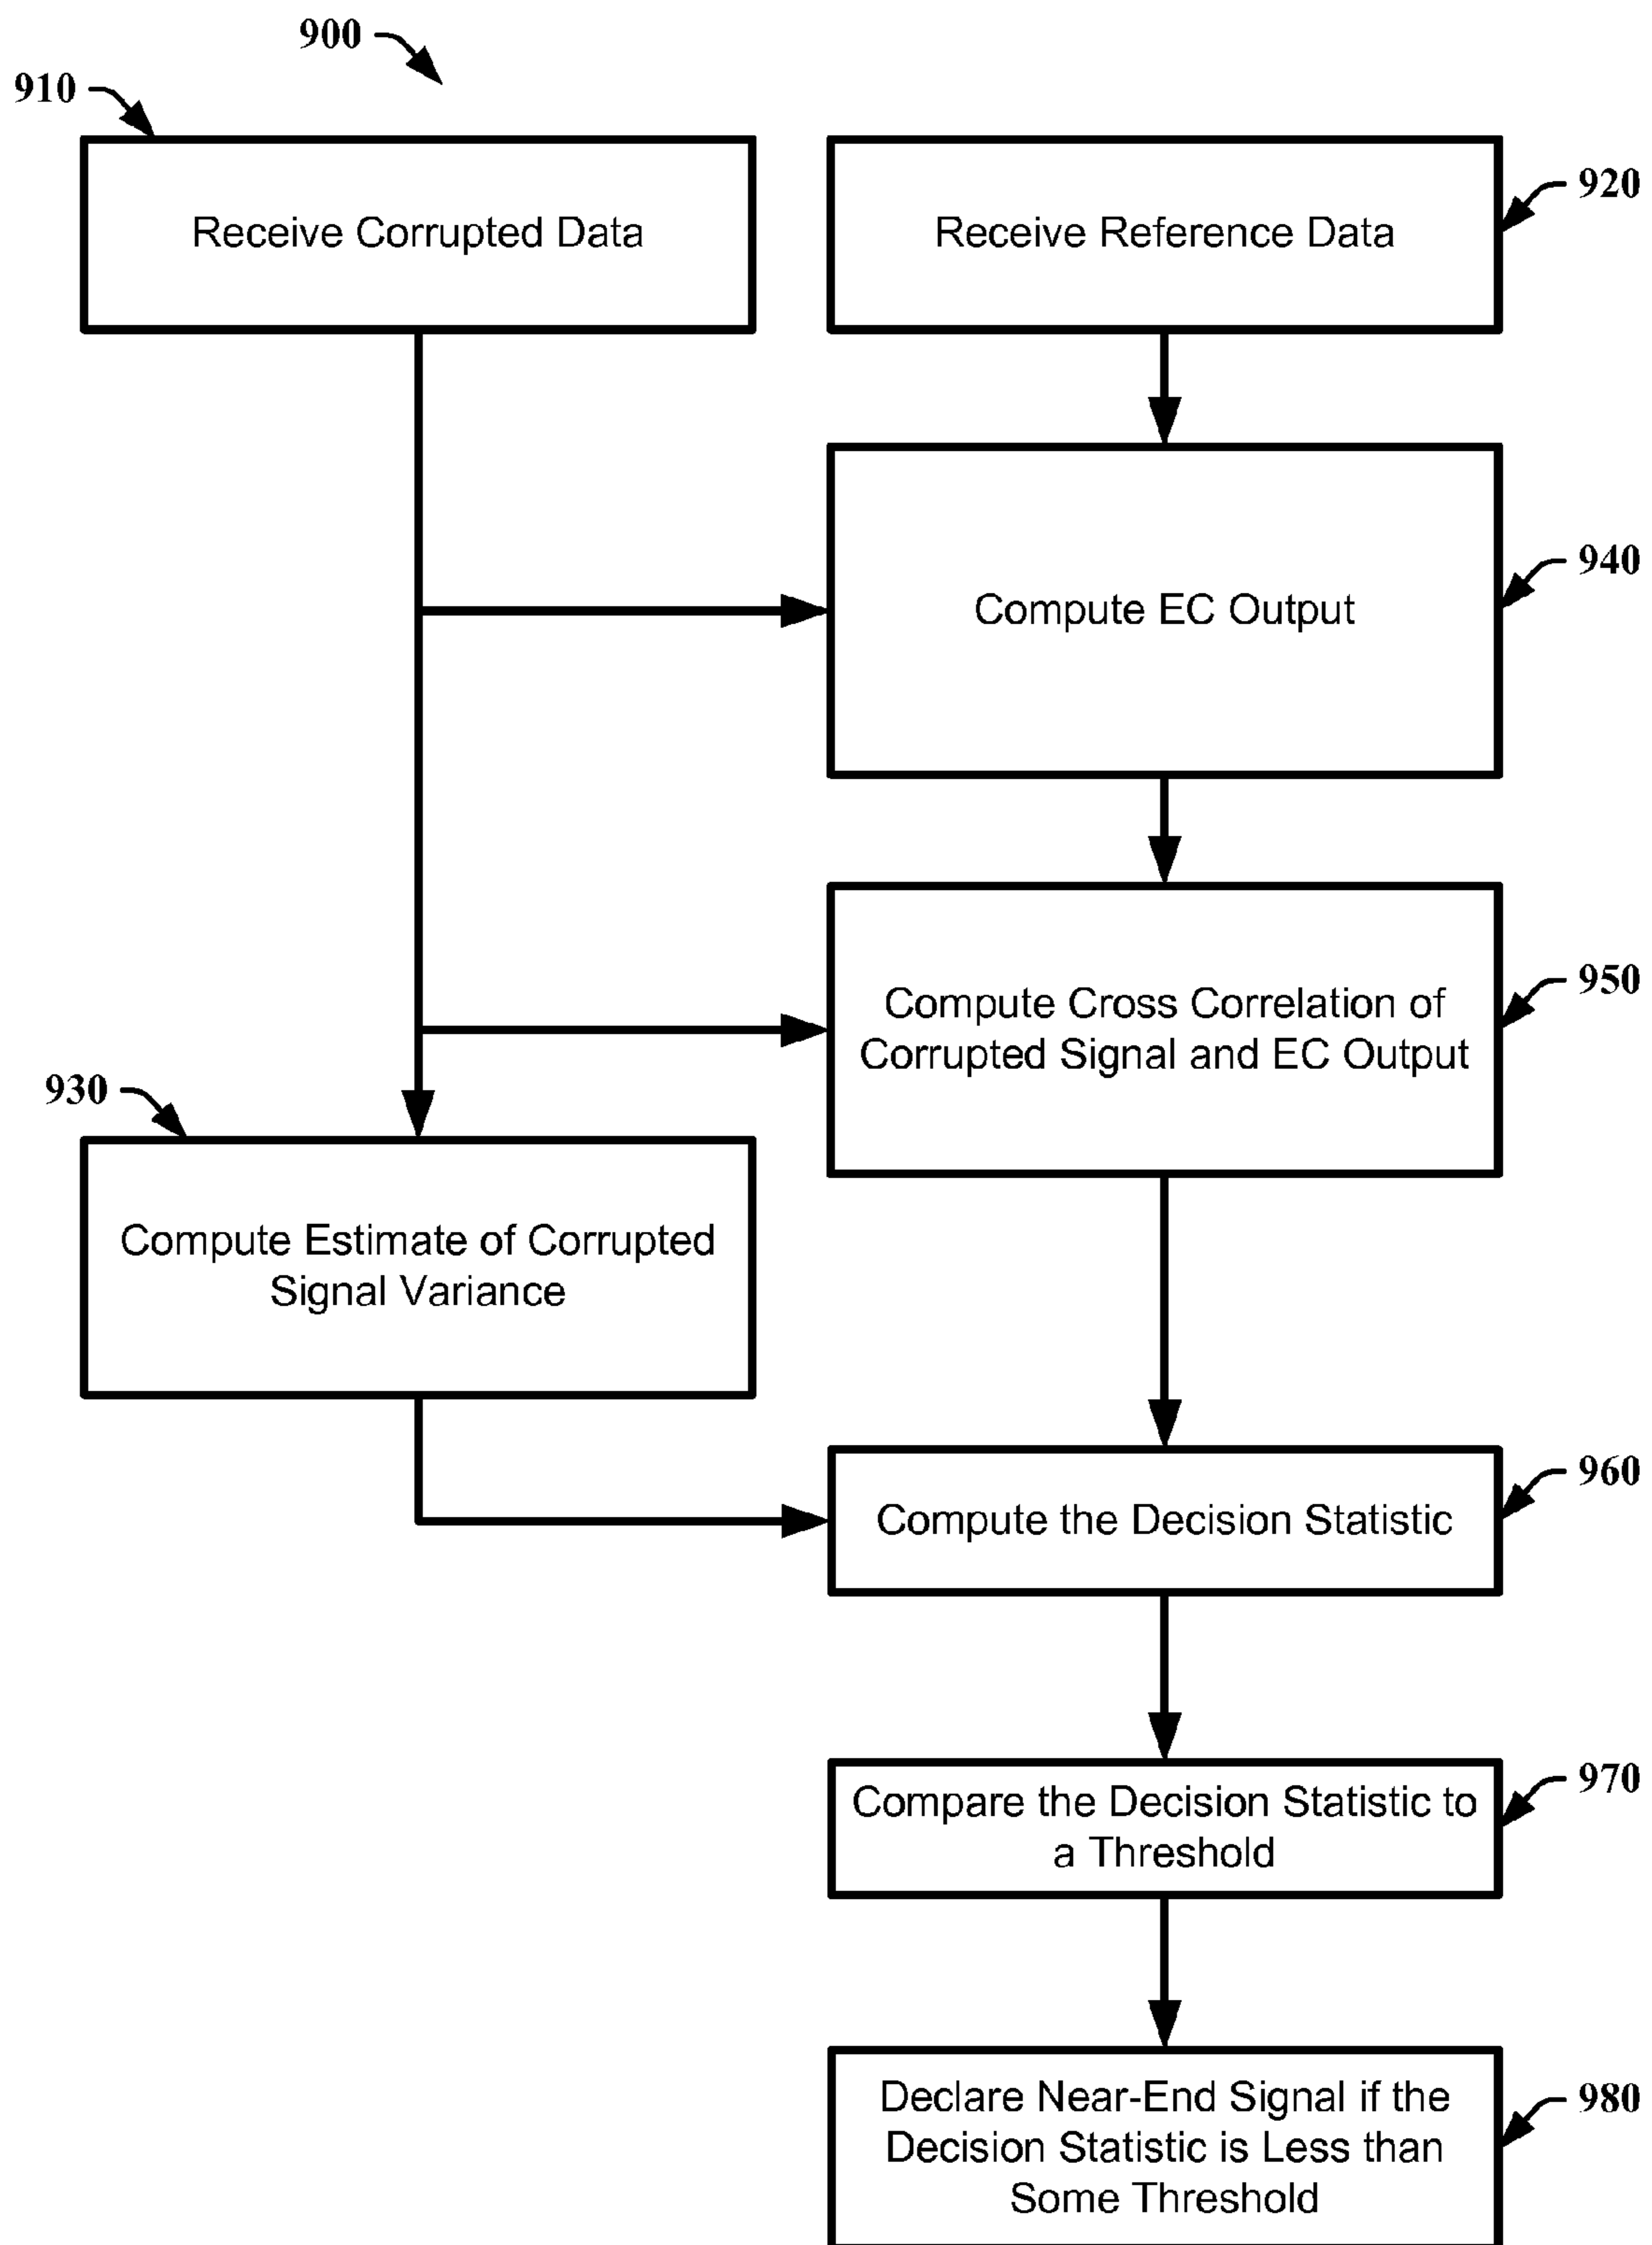 900
910
Receive Corrupted Data
Receive Reference Data
920
Compute EC Output
940
Compute Cross Correlation of
Corrupted Signal and EC Output
950
930
Compute Estimate of Corrupted
Signal Variance
Compute the Decision Statistic
960
Compare the Decision Statistic to
a Threshold
970
Declare Near-End Signal if the
Decision Statistic is Less than
Some Threshold
980